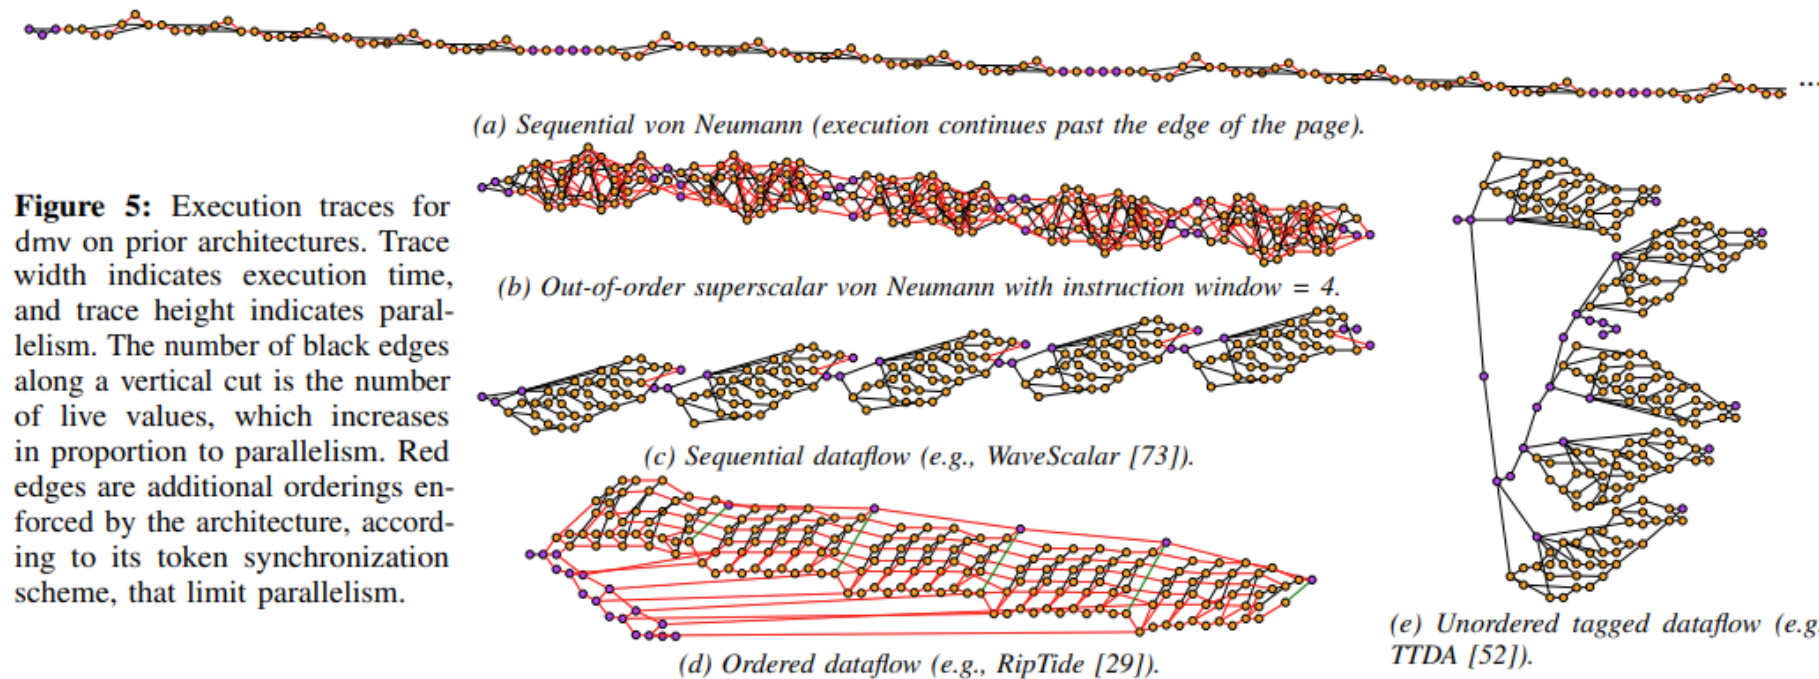 ...
(a) Sequential von Neumann (execution continues past the edge of the page).
Figure 5: Execution traces for
dmv on prior architectures. Trace
width indicates execution time,
and trace height indicates paral-
lelism. The number of black edges
along a vertical cut is the number
of live values, which increases
in proportion to parallelism. Red
edges are additional orderings en-
forced by the architecture, accord-
ing to its token synchronization
scheme, that limit parallelism.
(b) Out-of-order superscalar von Neumann with instruction window = 4.
(c) Sequential dataflow (e.g., WaveScalar [73]).
(d) Ordered dataflow (e.g., RipTide [29]).
(e) Unordered tagged dataflow (e.g.
TTDA [52]).